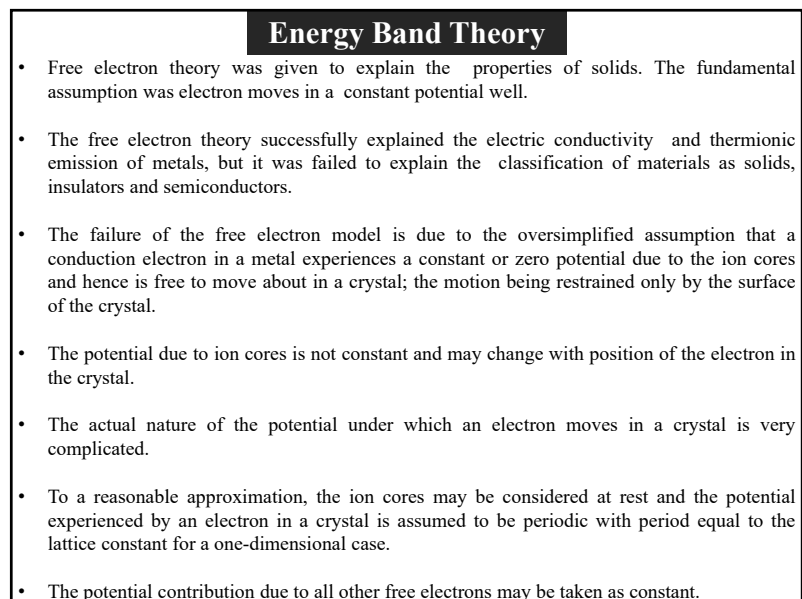 Energy Band Theory
• Free electron theory was given to explain the properties of solids. The fundamental
assumption was electron moves in a constant potential well.
• The free electron theory successfully explained the electric conductivity and thermionic
emission of metals, but it was failed to explain the classification of materials as solids,
insulators and semiconductors.
• The failure of the free electron model is due to the oversimplified assumption that a
conduction electron in a metal experiences a constant or zero potential due to the ion cores
and hence is free to move about in a crystal; the motion being restrained only by the surface
of the crystal.
• The potential due to ion cores is not constant and may change with position of the electron in
the crystal.
• The actual nature of the potential under which an electron moves in a crystal is very
complicated.
• To a reasonable approximation, the ion cores may be considered at rest and the potential
experienced by an electron in a crystal is assumed to be periodic with period equal to the
lattice constant for a one-dimensional case.
• The potential contribution due to all other free electrons may be taken as constant.